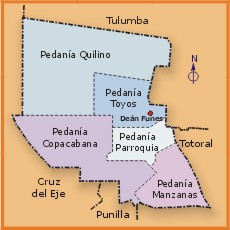 Tulumba
Pedanía Quilino
N
Pedanía
Toyos
Deán Funes
Pedanía
Copacabana
Pedanía
Parroquia
Totoral
Cruz
del Eje
Pedanía
Manzanas
Punilla